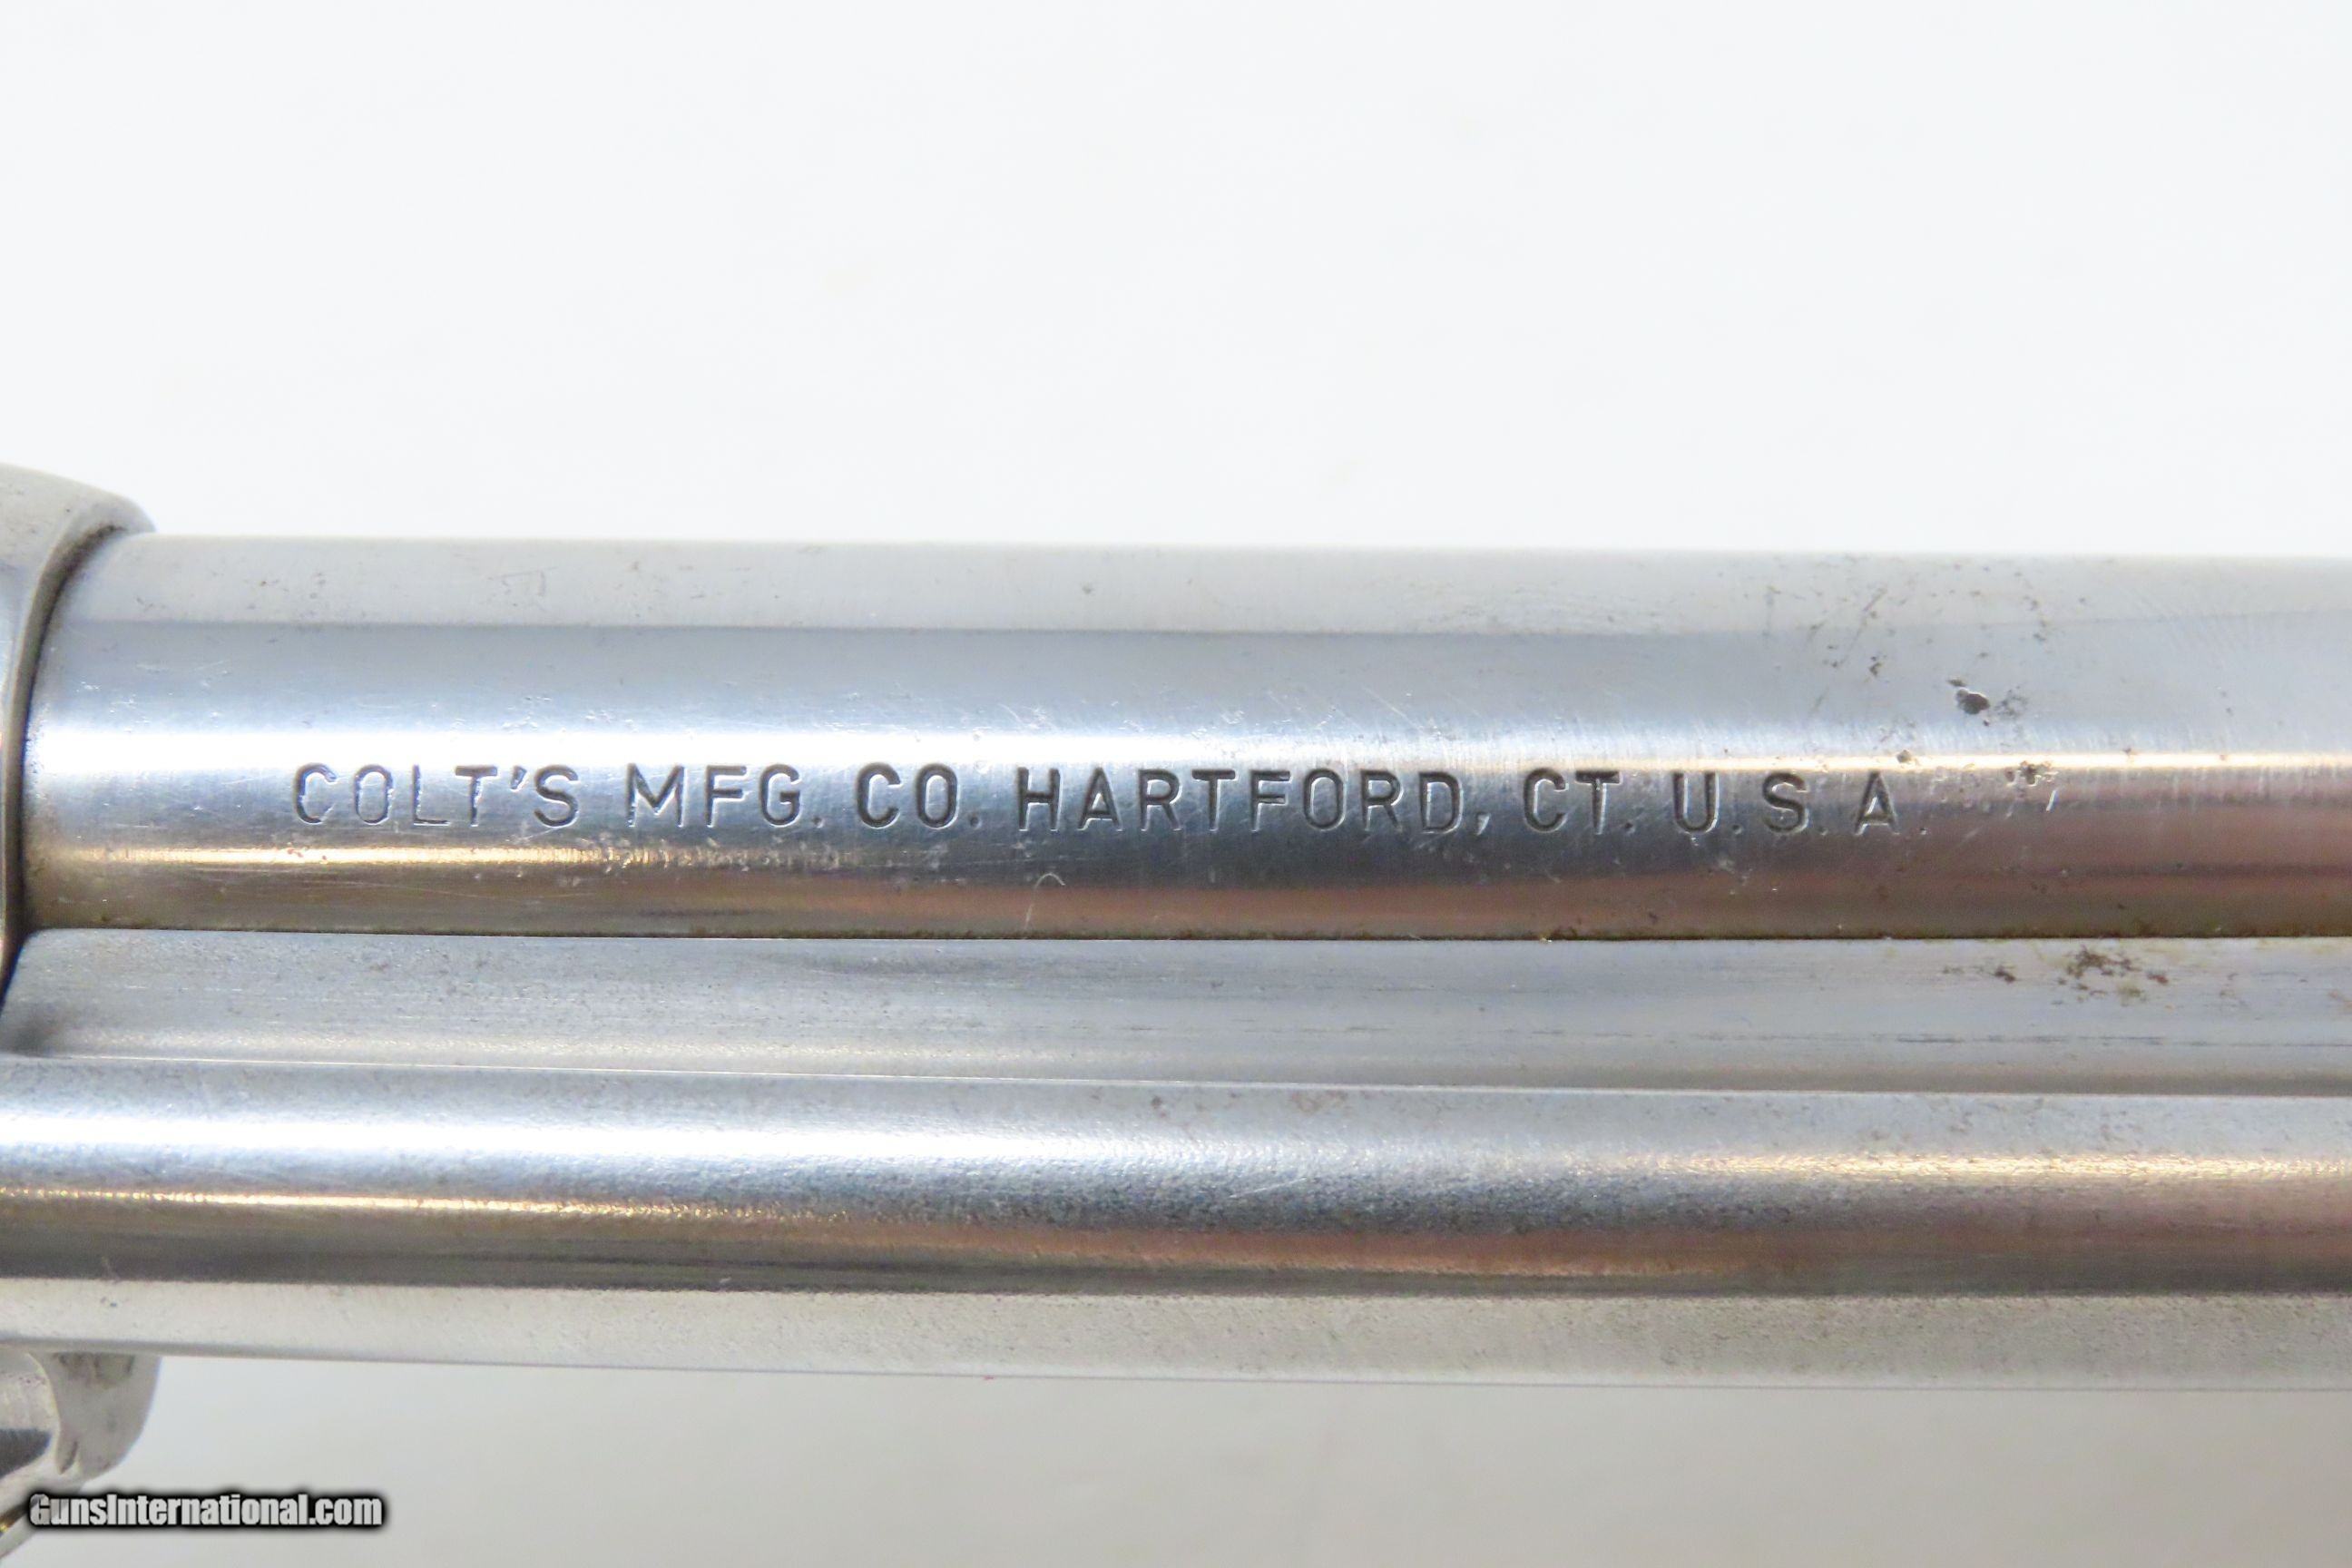 COLT'S MFG. CO. HARTFORD, CT. U.S.A.
GunsInternational.com